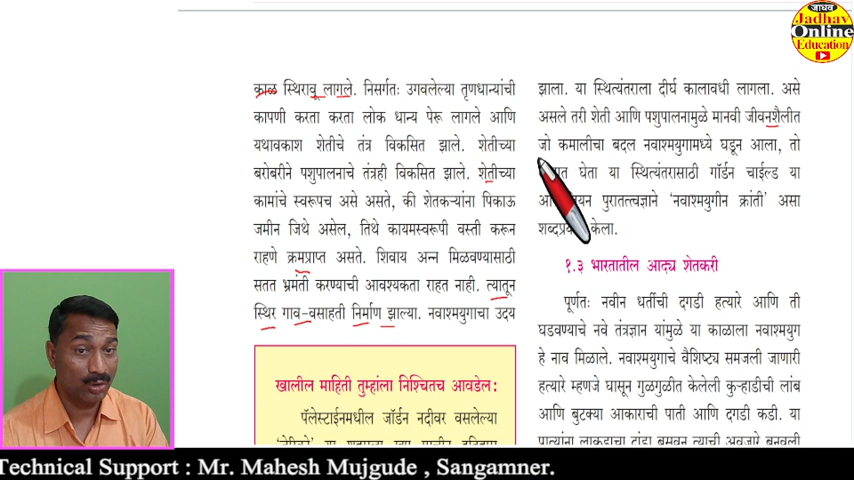 जाधव
Jadhav
Online
Education
काळ स्थिरावू लागले. निसर्गतः उगवलेल्या तृणधान्यांची
कापणी करता करता लोक धान्य पेरू लागले आणि
यथावकाश शेतीचे तंत्र विकसित झाले. शेतीच्या
बरोबरीने पशुपालनाचे तंत्रही विकसित झाले. शेतीच्या
कामांचे स्वरूपच असे असते, की शेतकऱ्यांना पिकाऊ
जमीन जिथे असेल, तिथे कायमस्वरूपी वस्ती करून
राहणे क्रमप्राप्त असते. शिवाय अन्न मिळवण्यासाठी
सतत भ्रमंती करण्याची आवश्यकता राहत नाही. त्यातून
स्थिर गाव-वसाहती निर्माण झाल्या. नवाश्मयुगाचा उदय
खालील माहिती तुम्हांला निश्चितच आवडेल:
पॅलेस्टाईनमधील जॉर्डन नदीवर वसलेल्या
झाला. या स्थित्यंतराला दीर्घ कालावधी लागला. असे
असले तरी शेती आणि पशुपालनामुळे मानवी जीवनशैलीत
जो कमालीचा बदल नवाश्मयुगामध्ये घडून आला, तो
घेता या स्थित्यंतरासाठी गॉर्डन चाईल्ड या
पुरातत्त्वज्ञाने ‘नवाश्मयुगीन क्रांती’ असा
केला.
१.३ भारतातील आद्य शेतकरी
पूर्णतः नवीन धर्तीची दगडी हत्यारे आणि ती
घडवण्याचे नवे तंत्रज्ञान यांमुळे या काळाला नवाश्मयुग
हे नाव मिळाले. नवाश्मयुगाचे वैशिष्ट्य समजली जाणारी
हत्यारे म्हणजे घासून गुळगुळीत केलेली कुऱ्हाडीची लांब
आणि बुटक्या आकाराची पाती आणि दगडी कडी. या
पात्यांना लाकडाचा दांडा बसवून त्याची अवजारे बनवली
Technical Support : Mr. Mahesh Mujgude , Sangamner.